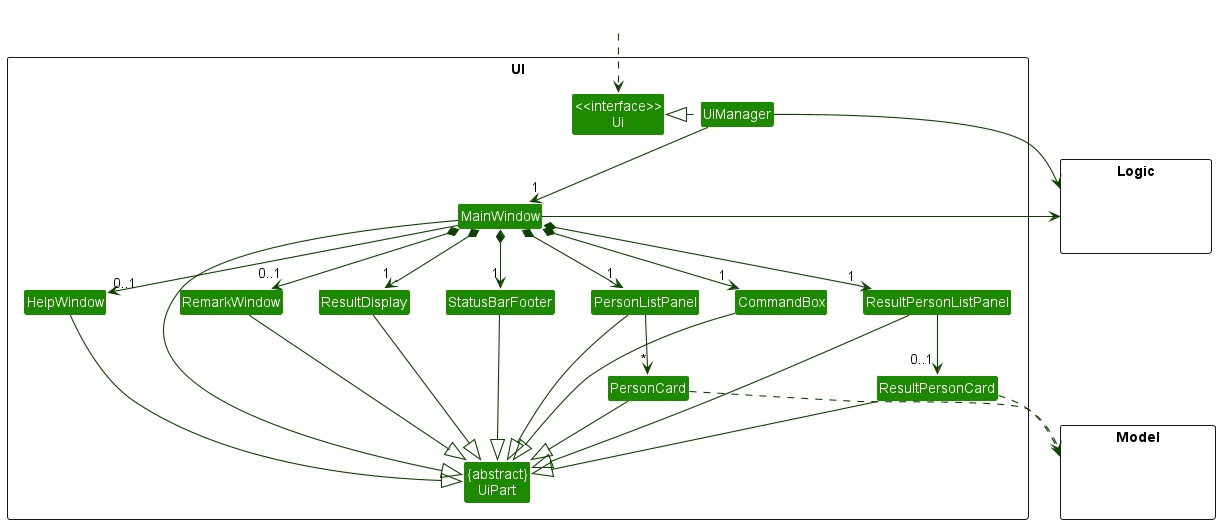 UI
<<interface>>
Ui
UiManager
Logic
1
MainWindow
0..1
0..1
1
1
1
1
1
HelpWindow
RemarkWindow
ResultDisplay
StatusBarFooter
PersonListPanel
CommandBox
ResultPersonListPanel
*
0..1
PersonCard
ResultPersonCard
Model
{abstract}
UiPart